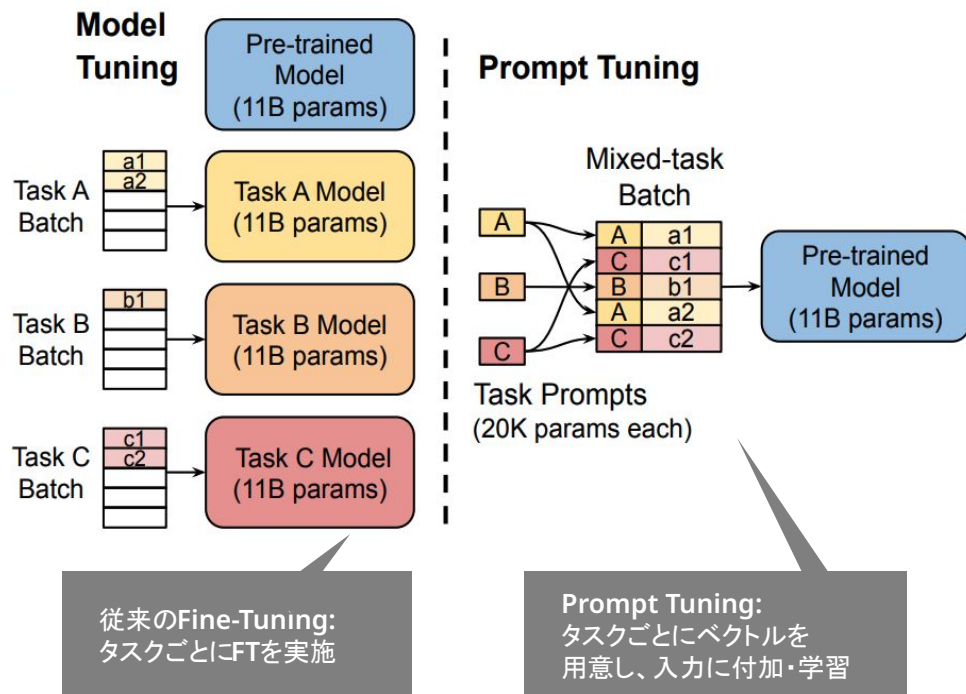 Model
Tuning
Pre-trained
Model
(11B params)
Task A
Batch
a1
a2
Task A Model
(11B params)
Task B
Batch
b1
Task B Model
(11B params)
Task C
Batch
c1
c2
Task C Model
(11B params)
Prompt Tuning
Mixed-task
Batch
A
B
C
A a1
C c1
B b1
A a2
C c2
Task Prompts
(20K params each)
Pre-trained
Model
(11B params)
従来のFine-Tuning:
タスクごとにFTを実施
Prompt Tuning:
タスクごとにベクトルを
用意し、入力に付加・学習